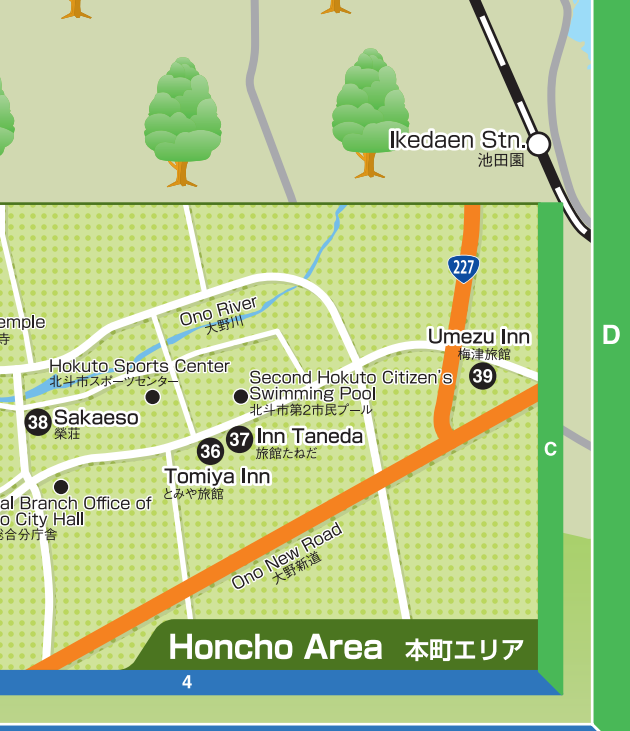 Ikedaen Stn.
池田園
227
Ono River
大野川
emple
寺
Umezu Inn
梅津旅館
39
D
Hokuto Sports Center
北斗市スポーツセンター
Second Hokuto Citizen's
Swimming Pool
北斗市第2市民プール
38 Sakaeso
榮荘
37 Inn Taneda
旅館たねだ
36
Tomiya Inn
とみや旅館
C
al Branch Office of
o City Hall
総合分庁舎
Ono New Road
大野新道
Honcho Area 本町エリア
4